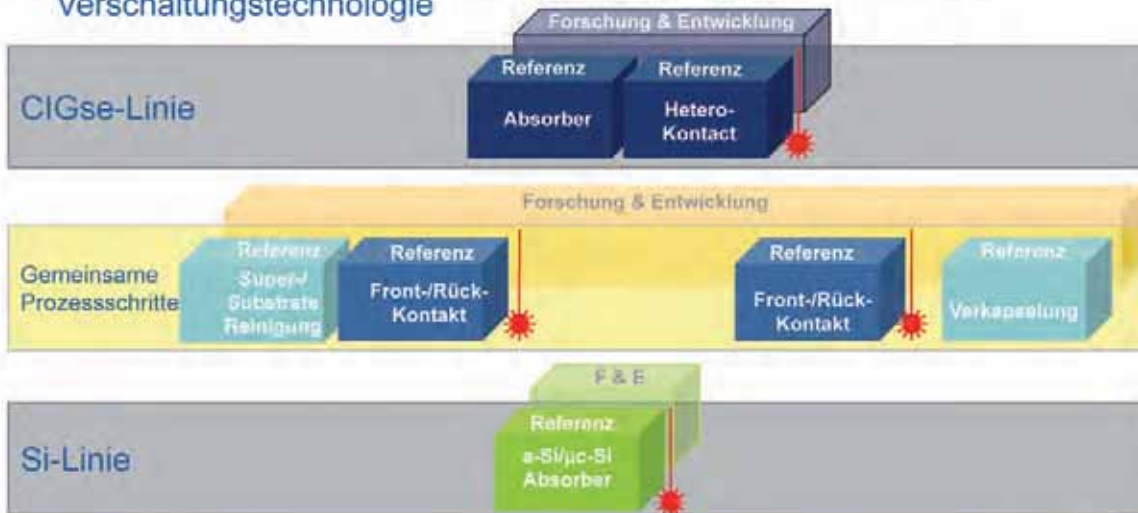 Verschaltungstechnologie
Forschung & Entwicklung
CIGse-Linie
Referenz
Absorber
Referenz
Hetero-
Kontact
Forschung & Entwicklung
Gemeinsame
Prozessschritte
Referenz
Super-/
Substrate
Reinigung
Referenz
Front-/Rück-
Kontakt
Referenz
Front-/Rück-
Kontakt
Referenz
Verkapselung
F & E
Si-Linie
Referenz
a-Si/µc-Si
Absorber